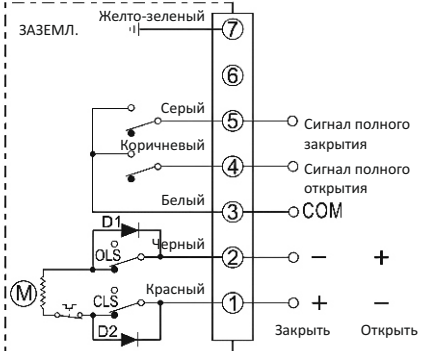 Желто-зеленый
ЗАЗЕМЛ.
7
6
Серый
5
Сигнал полного
закрытия
Коричневый
4
Сигнал полного
открытия
Белый
3
COM
D1
Черный
OLS
2
− +
M
CLS
Красный
1
+ −
D2
Закрыть Открыть